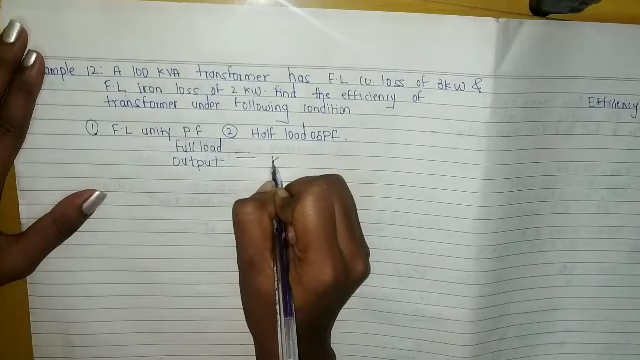 ample 12: A 100 KVA transformer has F.L cu loss of 3kW &
F.L iron loss of 2 kW. find the efficiency of
transformer under following condition
① F.L unity P.F ② Half load 0.8 P.F.
Full load
output =
Efficiency